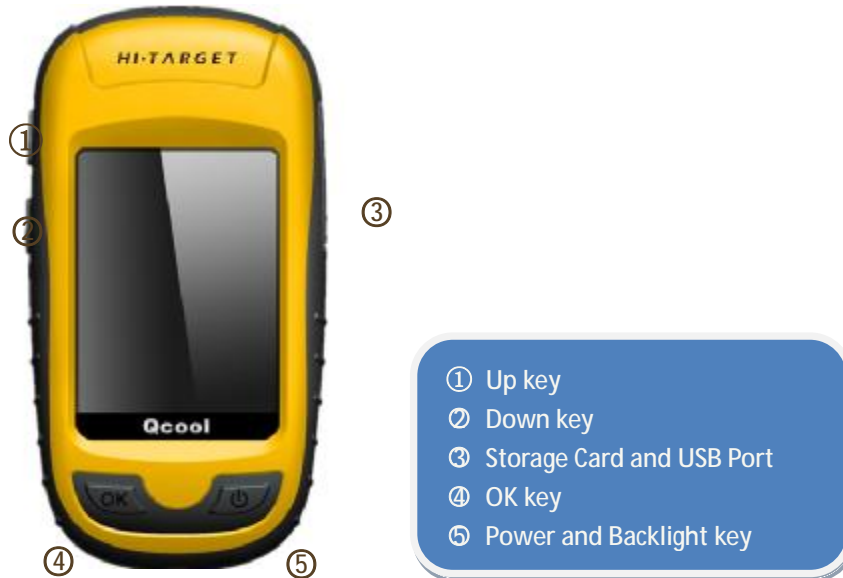 HI-TARGET
①
②
③
Qcool
OK
④
⑤
① Up key
② Down key
③ Storage Card and USB Port
④ OK key
⑤ Power and Backlight key